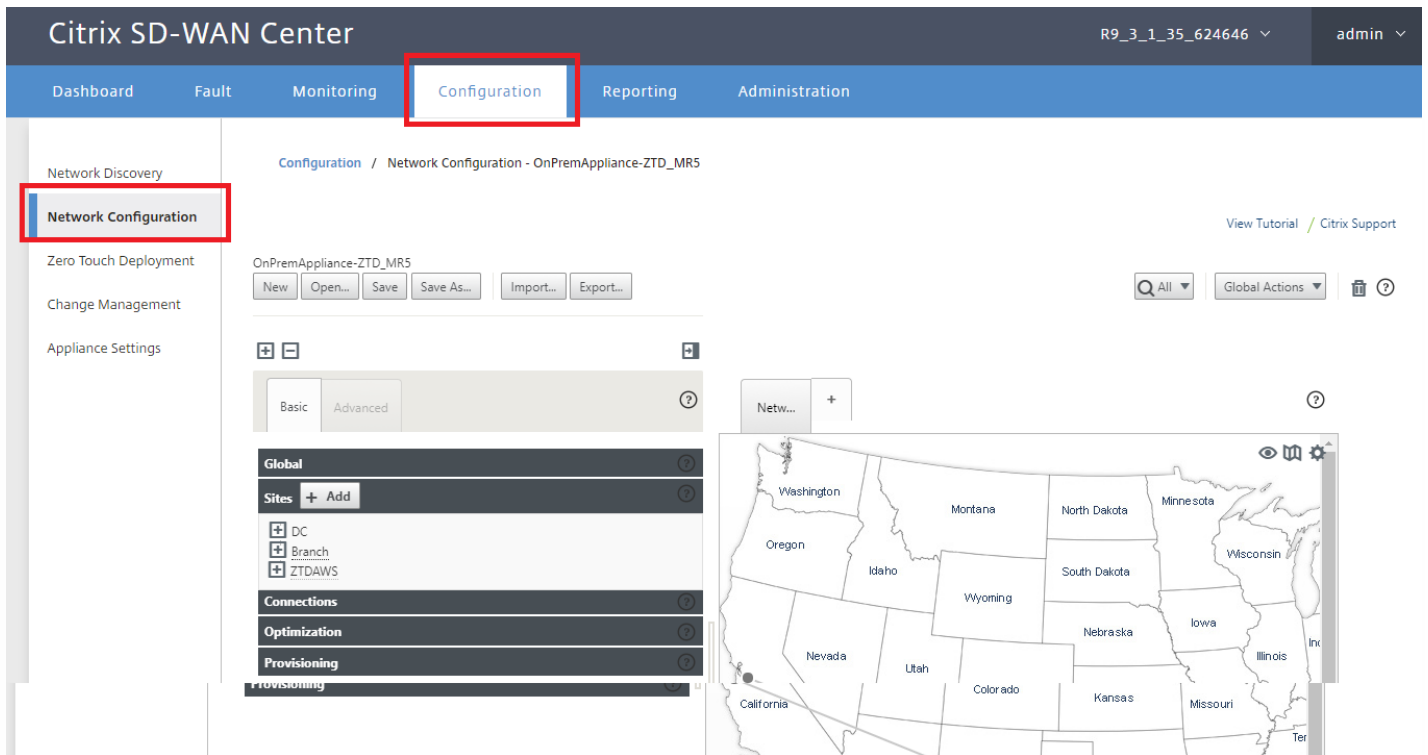 Citrix SD-WAN Center
R9_3_1_35_624646
admin
Dashboard
Fault
Monitoring
Configuration
Reporting
Administration
Network Discovery
Network Configuration
Zero Touch Deployment
Change Management
Appliance Settings
Configuration / Network Configuration - OnPremAppliance-ZTD_MR5
View Tutorial / Citrix Support
OnPremAppliance-ZTD_MR5
New
Open...
Save
Save As...
Import...
Export...
All
Global Actions
Basic
Advanced
Global
Sites + Add
DC
Branch
ZTDAWS
Connections
Optimization
Provisioning
Provisioning
Netw...
+
Washington
Montana
North Dakota
Minnesota
Oregon
Idaho
Wisconsin
South Dakota
Wyoming
Iowa
Nebraska
Nevada
Utah
Illinois
Inc
California
Colorado
Kansas
Missouri
Ter